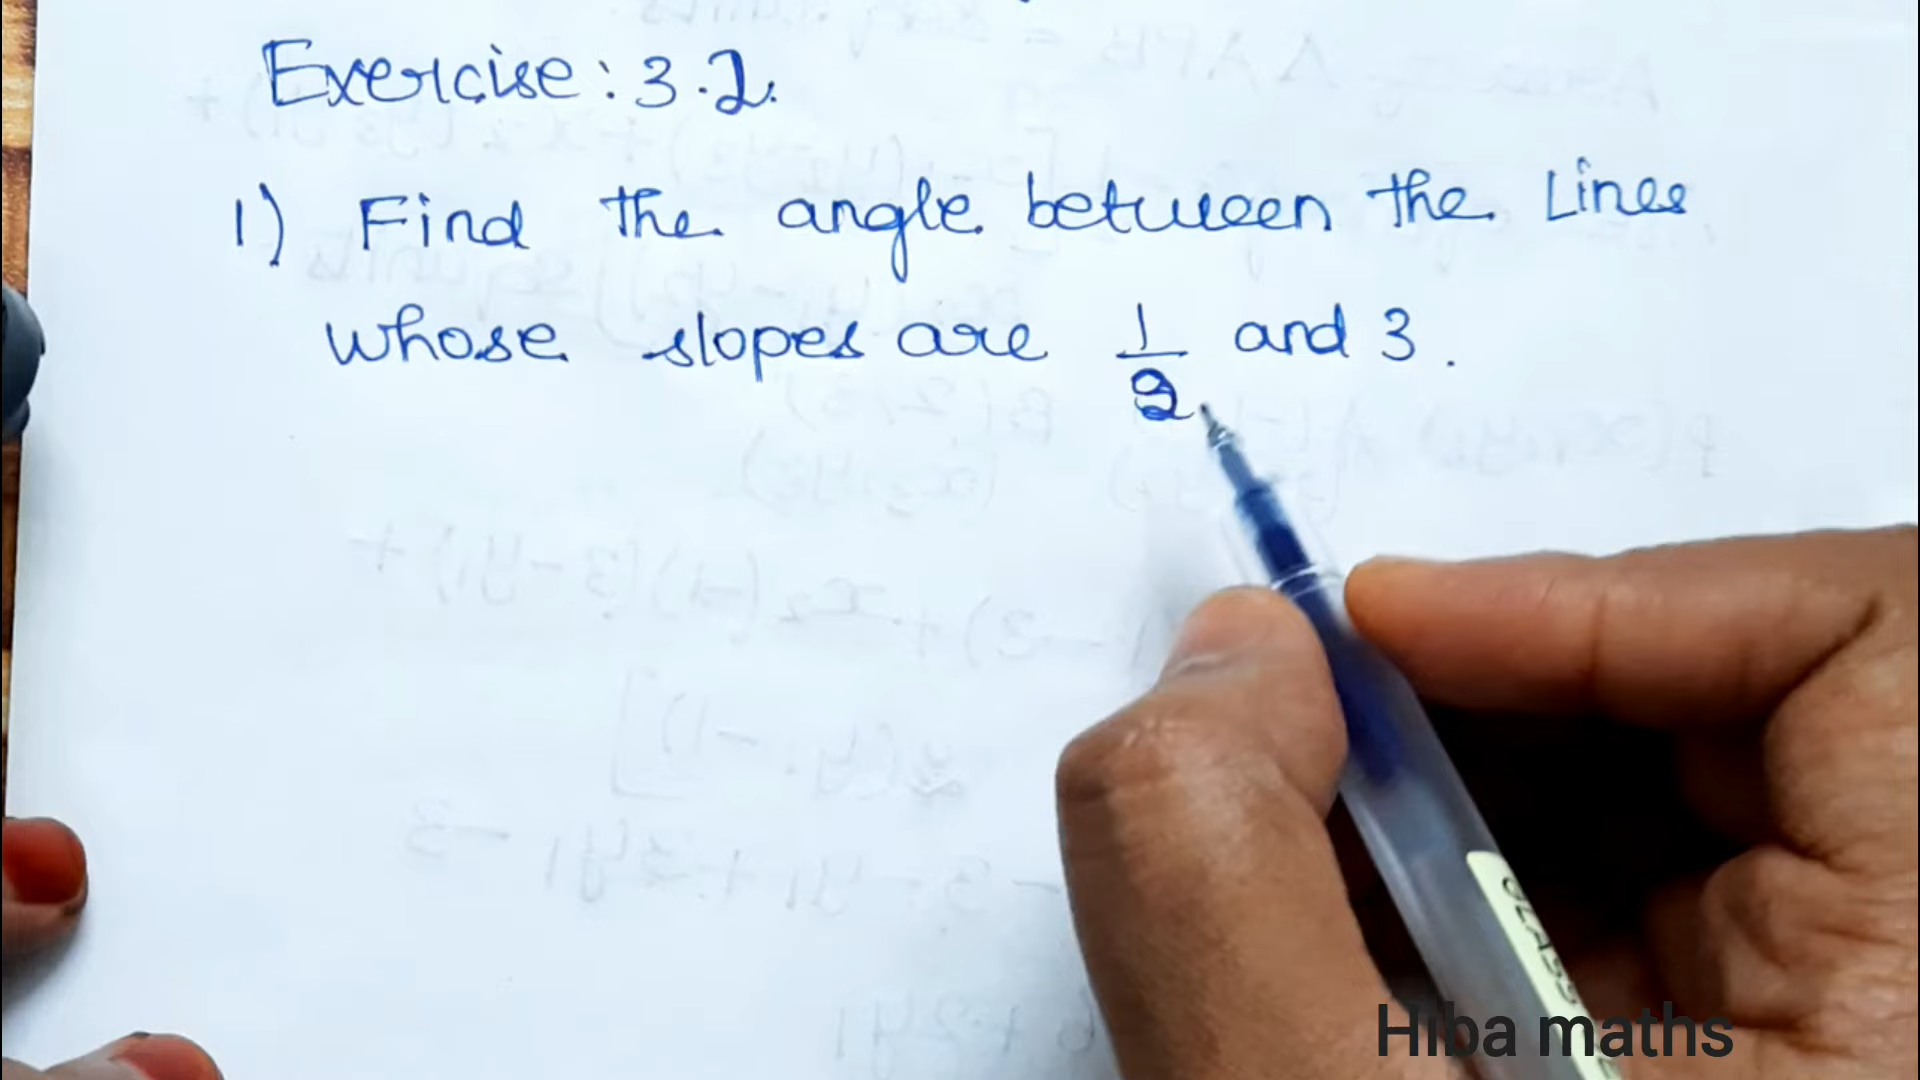 Exercise: 3.2.
1) Find the angle between the Lines
whose slopes are 1/2 and 3.
Hiba maths